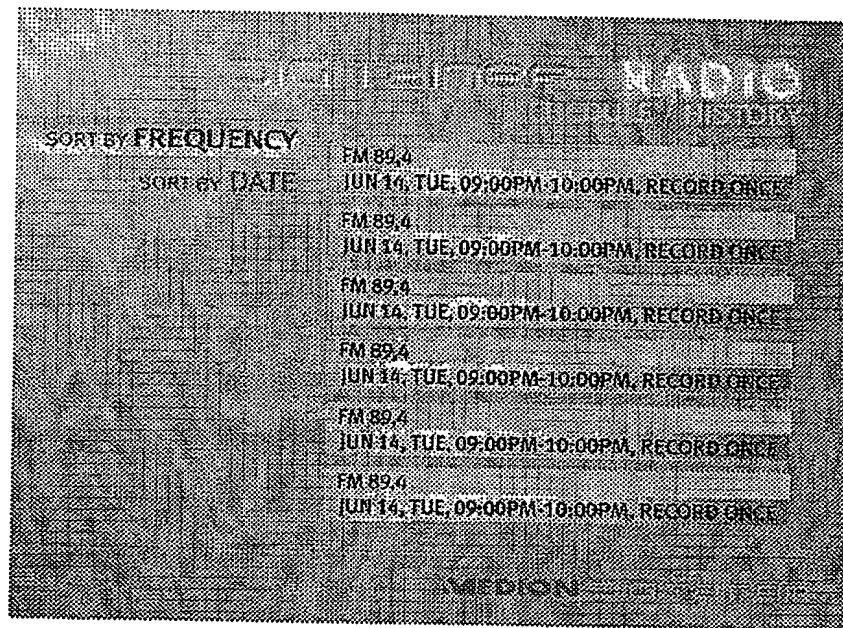 RADIO
HISTORY
SORT BY FREQUENCY
SORT BY DATE
FM 89,4
JUN 14, TUE, 09:00PM-10:00PM, RECORD ONCE
FM 89,4
JUN 14, TUE, 09:00PM-10:00PM, RECORD ONCE
FM 89,4
JUN 14, TUE, 09:00PM-10:00PM, RECORD ONCE
FM 89,4
JUN 14, TUE, 09:00PM-10:00PM, RECORD ONCE
FM 89,4
JUN 14, TUE, 09:00PM-10:00PM, RECORD ONCE
FM 89,4
JUN 14, TUE, 09:00PM-10:00PM, RECORD ONCE
MEDION